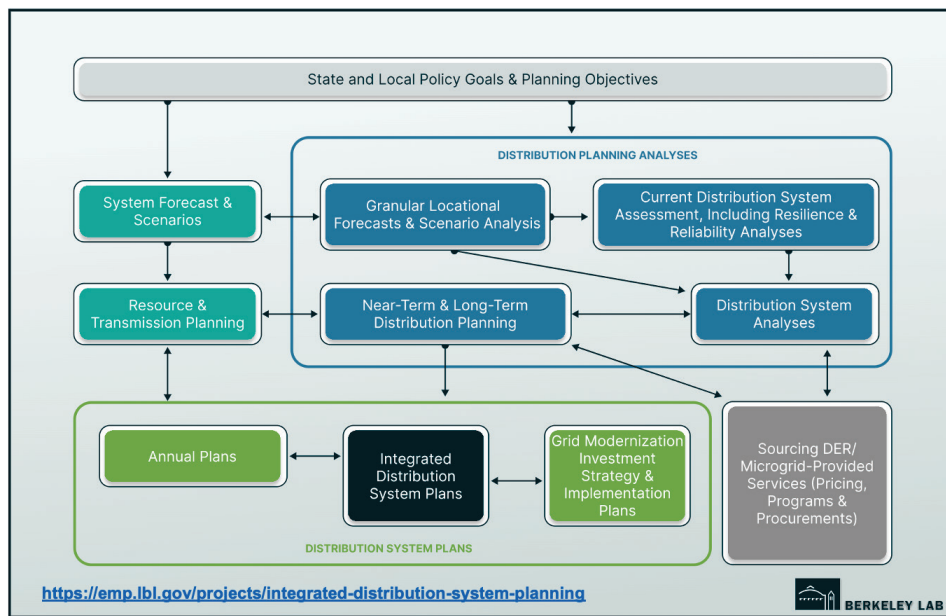 State and Local Policy Goals & Planning Objectives
DISTRIBUTION PLANNING ANALYSES
System Forecast &
Scenarios
Granular Locational
Forecasts & Scenario Analysis
Current Distribution System
Assessment, Including Resilience &
Reliability Analyses
Resource &
Transmission Planning
Near-Term & Long-Term
Distribution Planning
Distribution System
Analyses
Annual Plans
Integrated
Distribution
System Plans
Grid Modernization
Investment
Strategy &
Implementation
Plans
Sourcing DER/
Microgrid-Provided
Services (Pricing,
Programs &
Procurements)
DISTRIBUTION SYSTEM PLANS
https://emp.lbl.gov/projects/integrated-distribution-system-planning
BERKELEY LAB